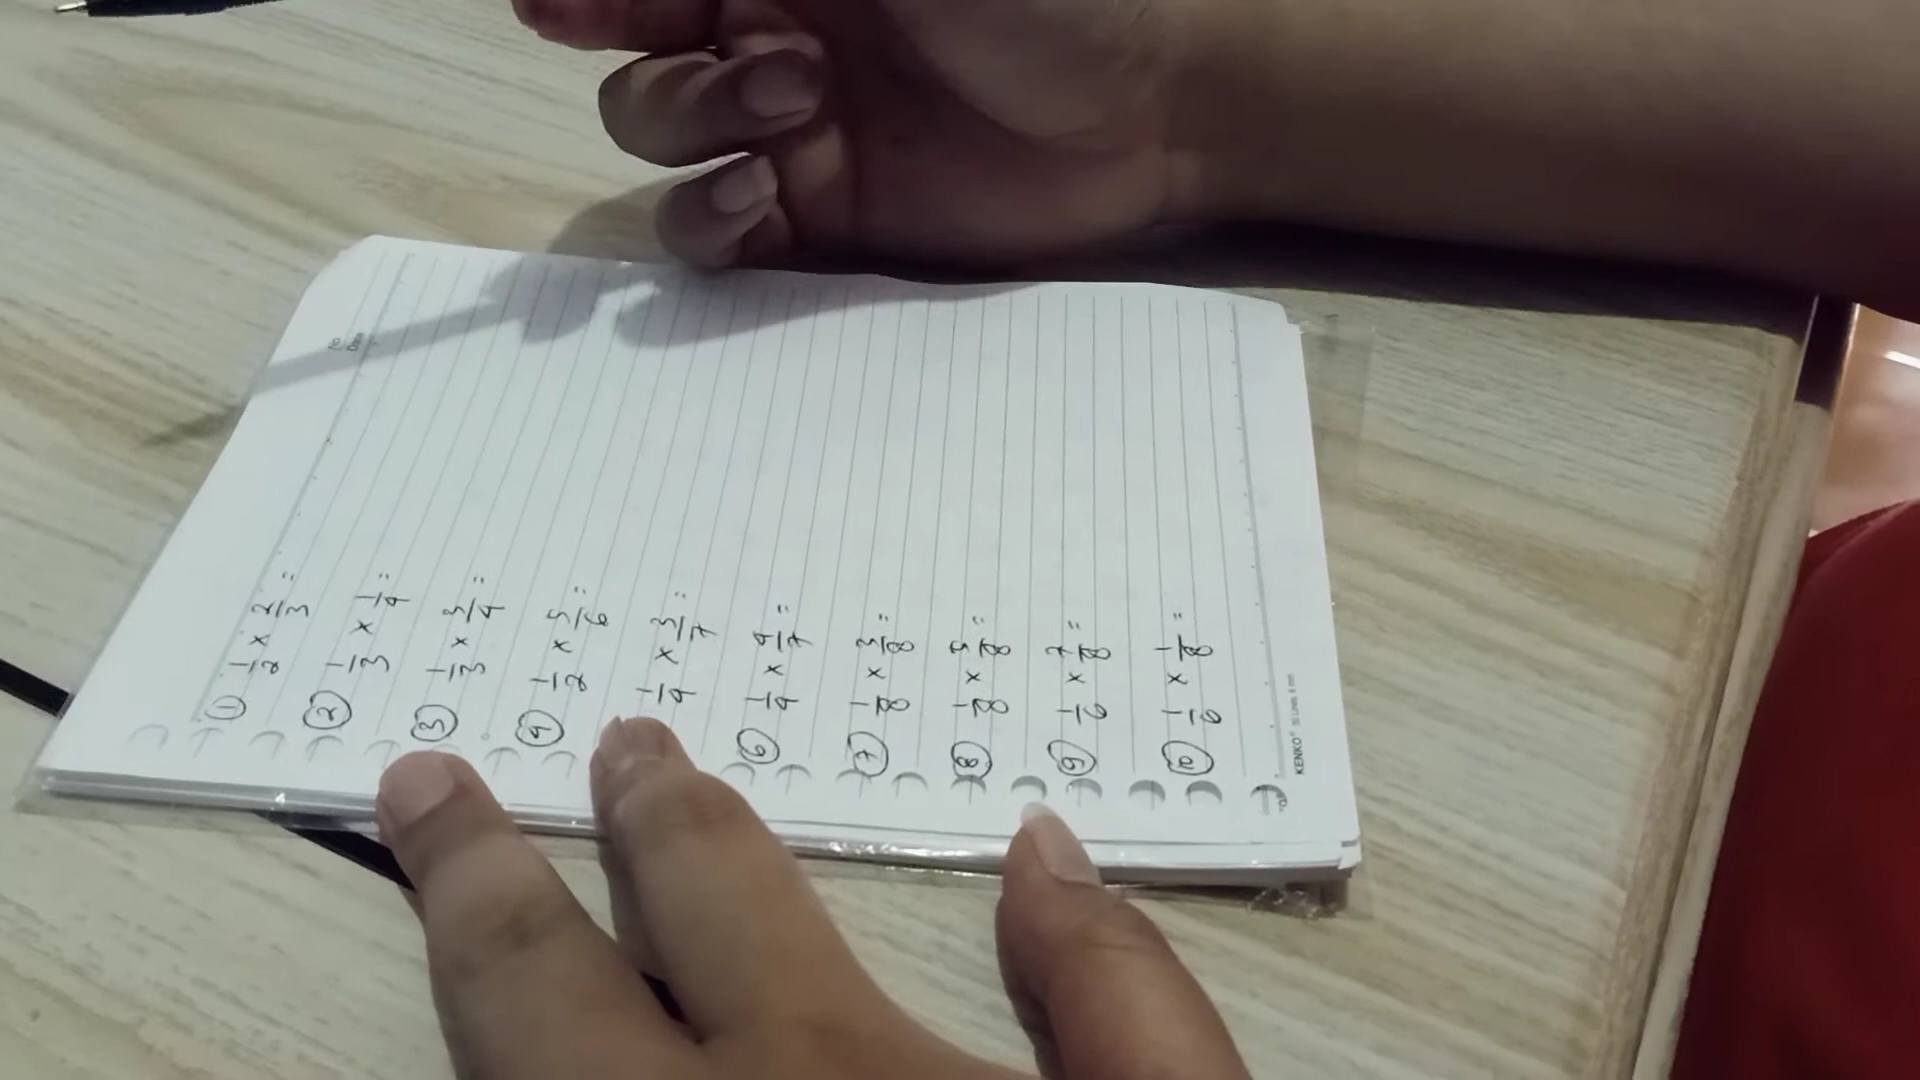 No
Date
① 1/2 × 2/3 =
② 1/3 × 1/4 =
③ 1/3 × 3/4 =
④ 1/2 × 5/6 =
1/4 × 3/7 =
⑥ 1/4 × 4/7 =
⑦ 1/8 × 3/8 =
⑧ 1/8 × 5/8 =
⑨ 1/6 × 7/8 =
⑩ 1/6 × 1/8 =
KENKO®